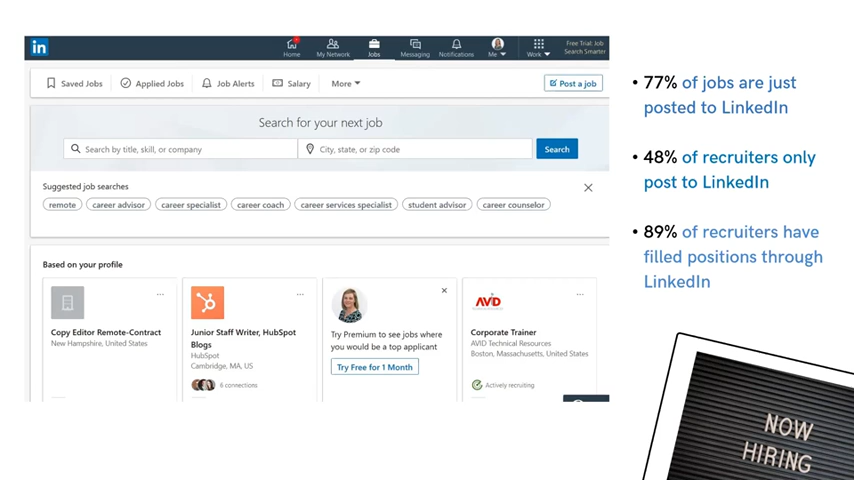 in
Home
My Network
Jobs
Messaging
Notifications
Me
Work
Free Trial: Job
Search Smarter
Saved Jobs
Applied Jobs
Job Alerts
Salary
More
Post a job
Search for your next job
Search by title, skill, or company
City, state, or zip code
Search
Suggested job searches
remote
career advisor
career specialist
career coach
career services specialist
student advisor
career counselor
Based on your profile
Copy Editor Remote-Contract
New Hampshire, United States
Junior Staff Writer, HubSpot
Blogs
HubSpot
Cambridge, MA, US
6 connections
Try Premium to see jobs where
you would be a top applicant
Try Free for 1 Month
AVID
Corporate Trainer
AVID Technical Resources
Boston, Massachusetts, United States
Actively recruiting
• 77% of jobs are just
posted to LinkedIn
• 48% of recruiters only
post to LinkedIn
• 89% of recruiters have
filled positions through
LinkedIn
NOW
HIRING